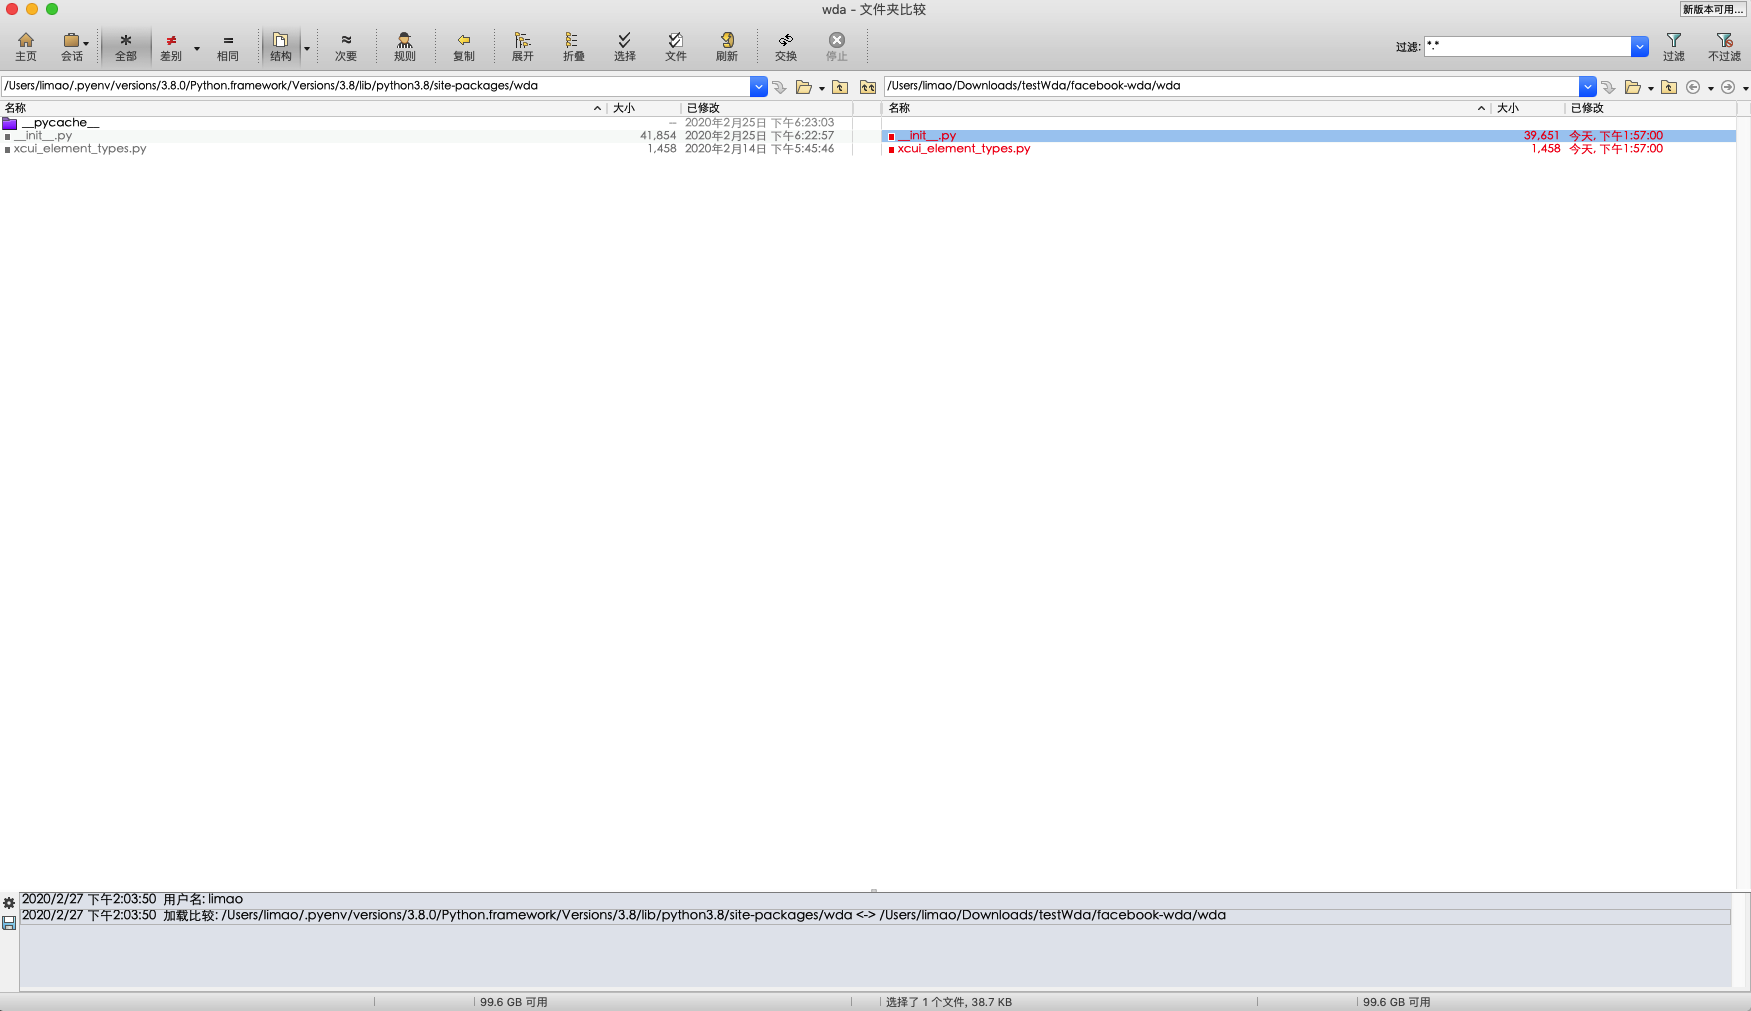 wda - 文件夹比较
新版本可用...
主页 会话 全部 差别 相同 结构 次要 规则 复制 展开 折叠 选择 文件 刷新 交换 停止 过滤: *.* 过滤 不过滤
/Users/limao/.pyenv/versions/3.8.0/Python.framework/Versions/3.8/lib/python3.8/site-packages/wda /Users/limao/Downloads/testWda/facebook-wda/wda
名称 大小 已修改 名称 大小 已修改
__pycache__ -- 2020年2月25日 下午6:23:03
__init__.py 41,854 2020年2月25日 下午6:22:57 __init__.py 39,651 今天, 下午1:57:00
xcui_element_types.py 1,458 2020年2月14日 下午5:45:46 xcui_element_types.py 1,458 今天, 下午1:57:00
2020/2/27 下午2:03:50 用户名: limao
2020/2/27 下午2:03:50 加载比较: /Users/limao/.pyenv/versions/3.8.0/Python.framework/Versions/3.8/lib/python3.8/site-packages/wda <-> /Users/limao/Downloads/testWda/facebook-wda/wda
99.6 GB 可用 选择了 1 个文件, 38.7 KB 99.6 GB 可用